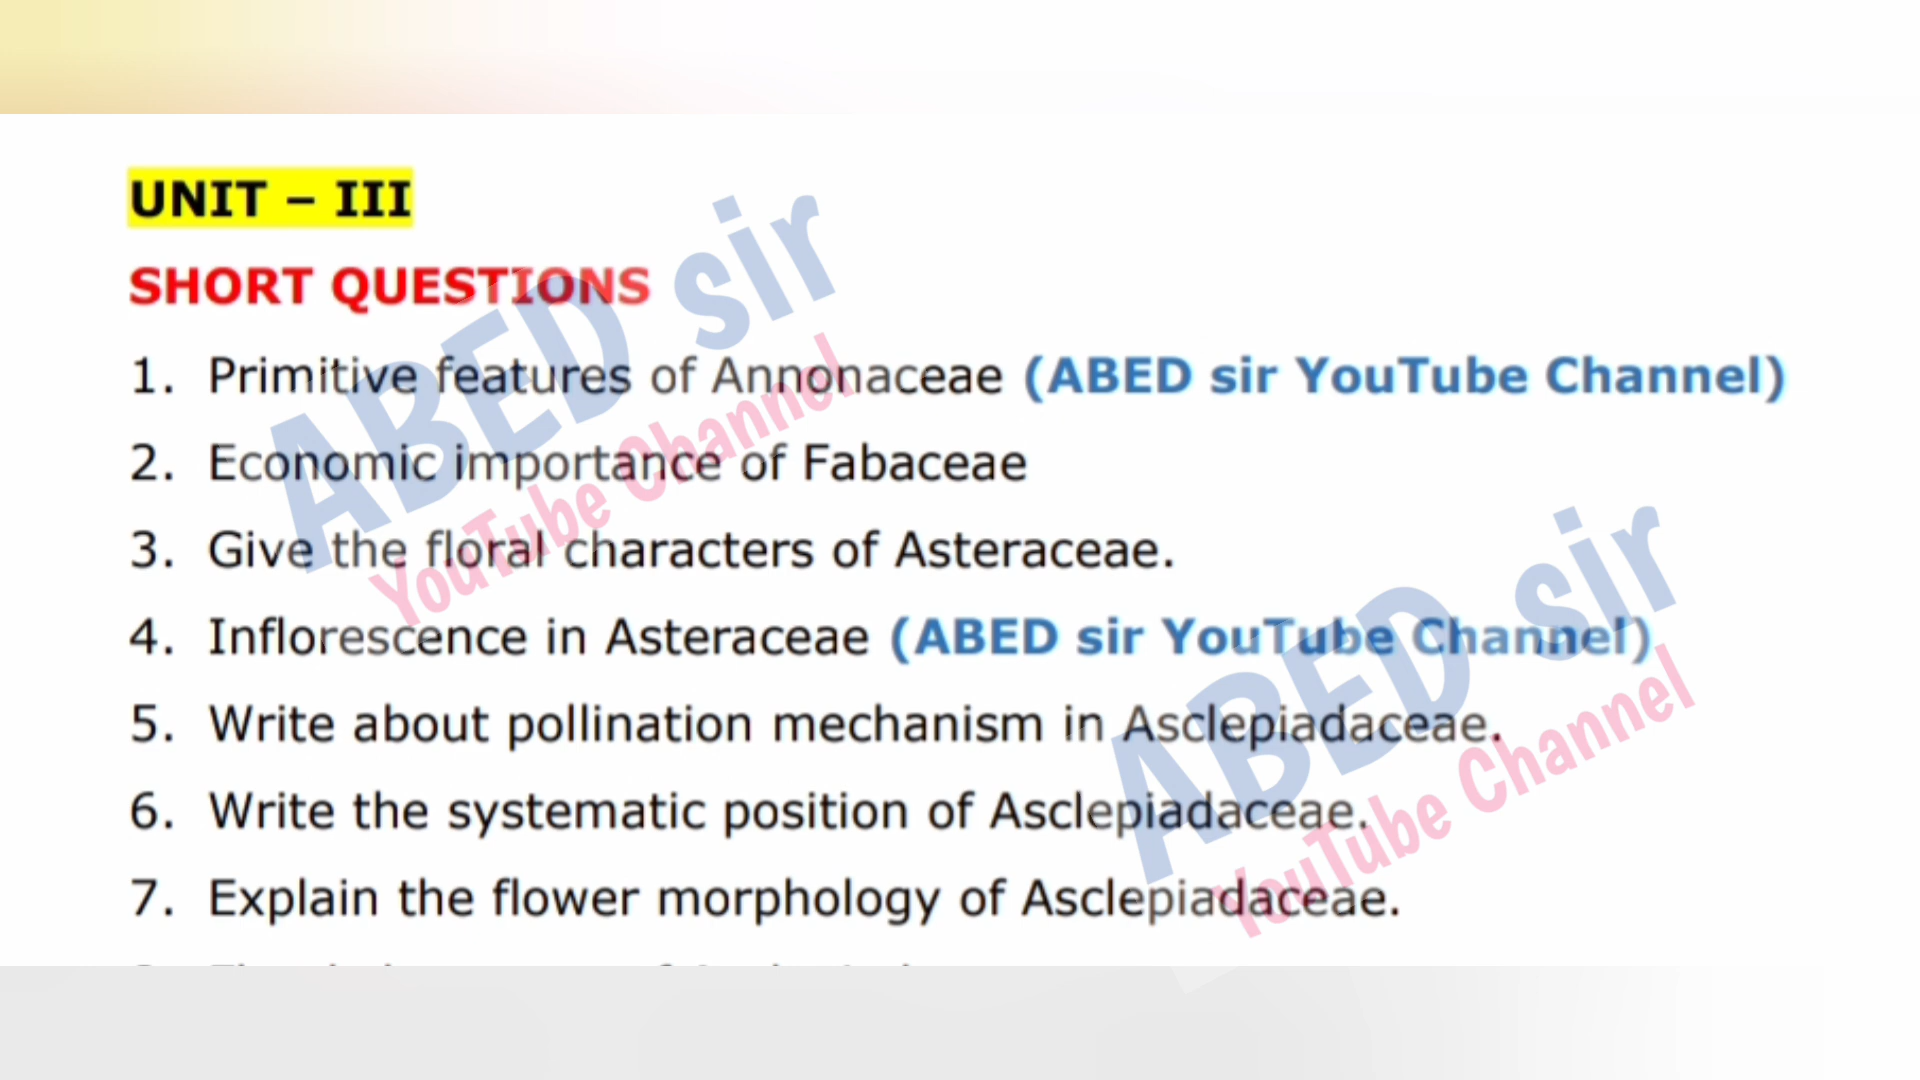 UNIT – III
SHORT QUESTIONS
1. Primitive features of Annonaceae (ABED sir YouTube Channel)
2. Economic importance of Fabaceae
3. Give the floral characters of Asteraceae.
4. Inflorescence in Asteraceae (ABED sir YouTube Channel)
5. Write about pollination mechanism in Asclepiadaceae.
6. Write the systematic position of Asclepiadaceae.
7. Explain the flower morphology of Asclepiadaceae.
ABED sir
YouTube Channel
ABED sir
YouTube Channel